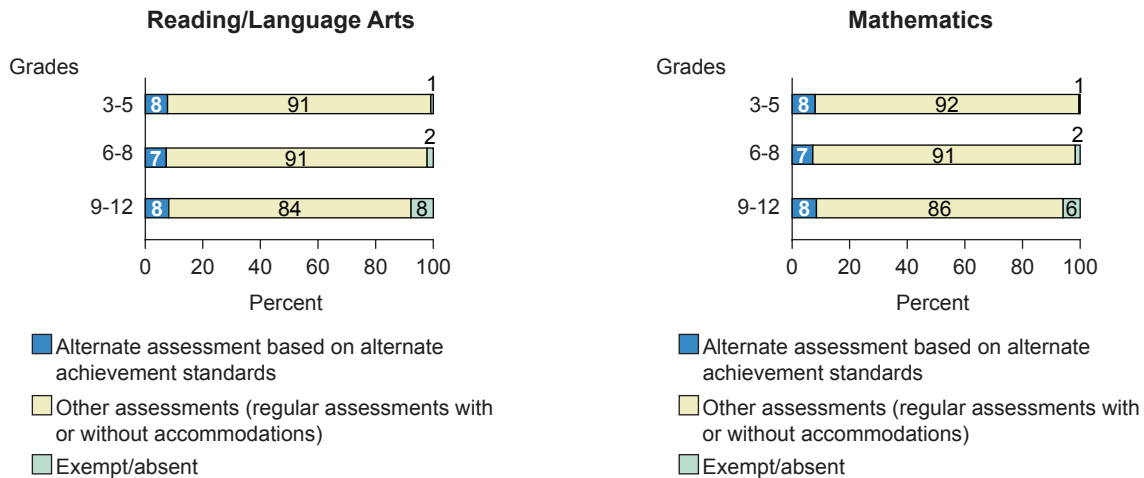 Reading/Language Arts
Grades
1
3-5
8
91
2
6-8
7
91
9-12
8
84
8
0 20 40 60 80 100
Percent
Alternate assessment based on alternate
achievement standards
Other assessments (regular assessments with
or without accommodations)
Exempt/absent
Mathematics
Grades
1
3-5
8
92
2
6-8
7
91
9-12
8
86
6
0 20 40 60 80 100
Percent
Alternate assessment based on alternate
achievement standards
Other assessments (regular assessments with
or without accommodations)
Exempt/absent